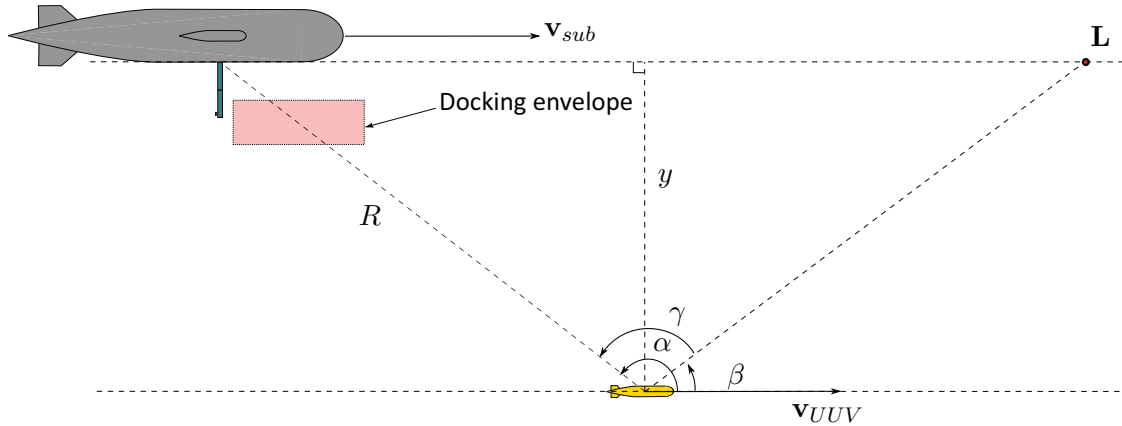 v_sub
L
Docking envelope
y
R
γ
α
β
v_UUV